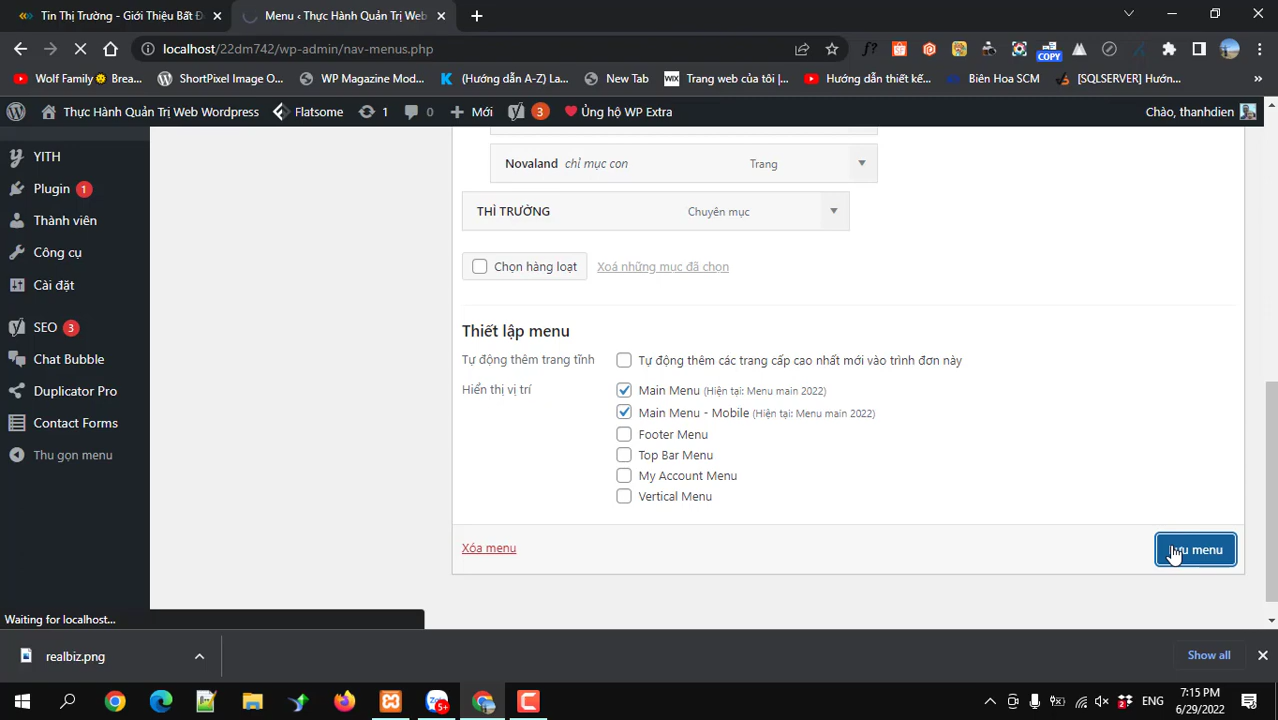 Tin Thị Trường - Giới Thiệu Bất Đ
Menu ‹ Thực Hành Quản Trị Web
localhost/22dm742/wp-admin/nav-menus.php
f?
COPY
Wolf Family Brea...
ShortPixel Image O...
WP Magazine Mod...
(Hướng dẫn A-Z) La...
New Tab
WIX Trang web của tôi |...
Hướng dẫn thiết kế...
Biên Hoa SCM
[SQLSERVER] Hướn...
»
Thực Hành Quản Trị Web Wordpress
Flatsome
1
0
Mới
3
Ủng hộ WP Extra
Chào, thanhdien
YITH
Plugin 1
Thành viên
Công cụ
Cài đặt
SEO 3
Chat Bubble
Duplicator Pro
Contact Forms
Thu gọn menu
Novaland chỉ mục con Trang
THÌ TRƯỜNG Chuyên mục
Chọn hàng loạt Xoá những mục đã chọn
Thiết lập menu
Tự động thêm trang tĩnh Tự động thêm các trang cấp cao nhất mới vào trình đơn này
Hiển thị vị trí Main Menu (Hiện tại: Menu main 2022)
Main Menu - Mobile (Hiện tại: Menu main 2022)
Footer Menu
Top Bar Menu
My Account Menu
Vertical Menu
Xóa menu
menu
Waiting for localhost...
realbiz.png
Show all
5+
2
ENG
7:15 PM
6/29/2022